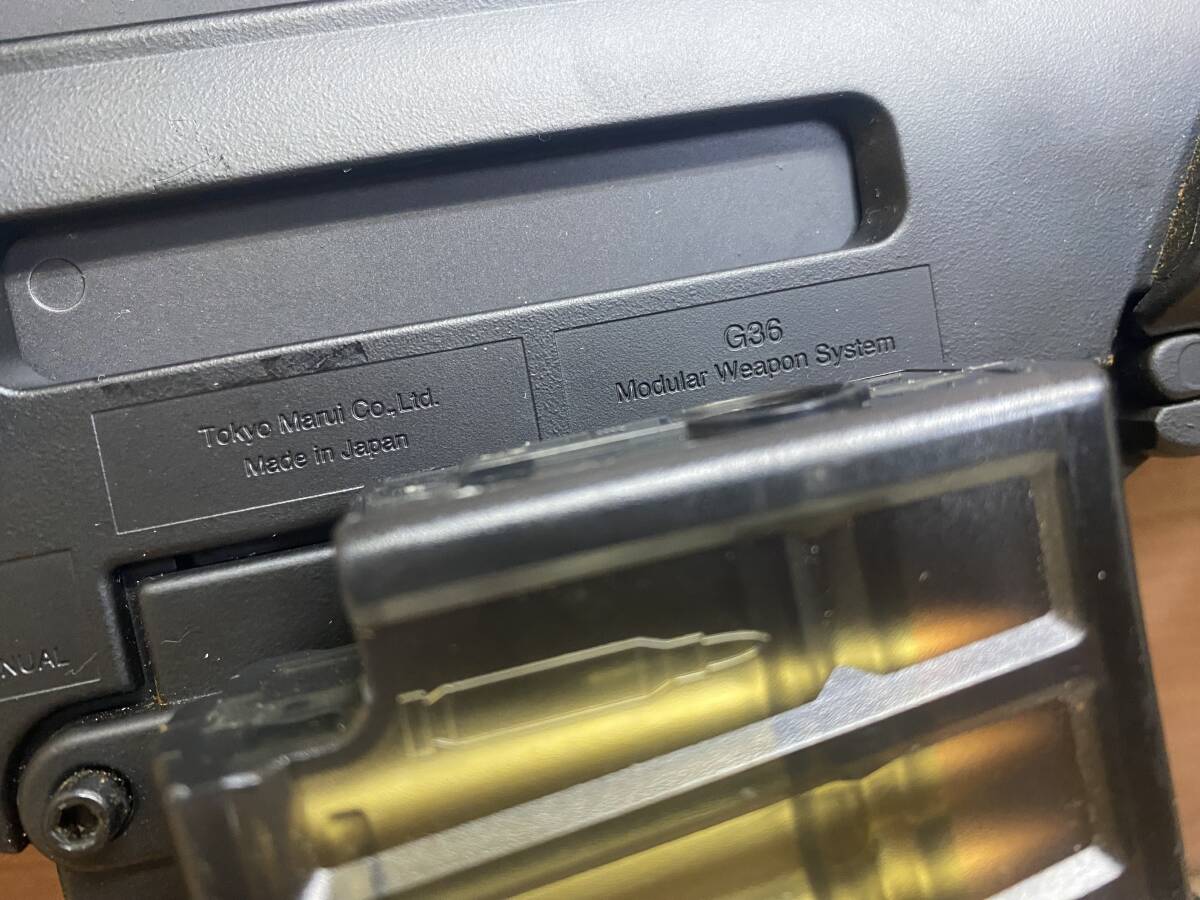 G36
Modular Weapon System
Tokyo Marui Co.,Ltd.
Made in Japan